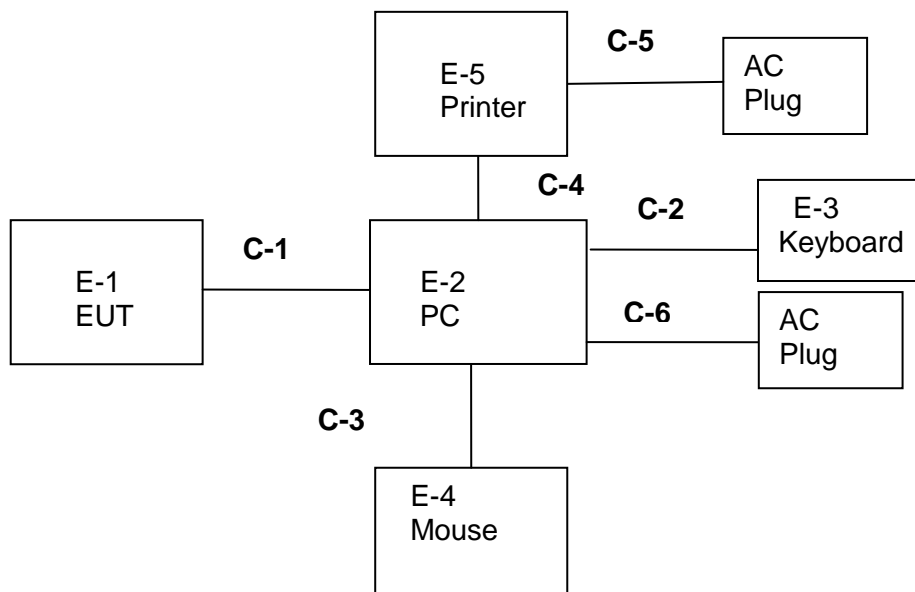 C-5
E-5
Printer
AC
Plug
C-4
C-2
E-3
Keyboard
C-1
E-1
EUT
E-2
PC
C-6
AC
Plug
C-3
E-4
Mouse